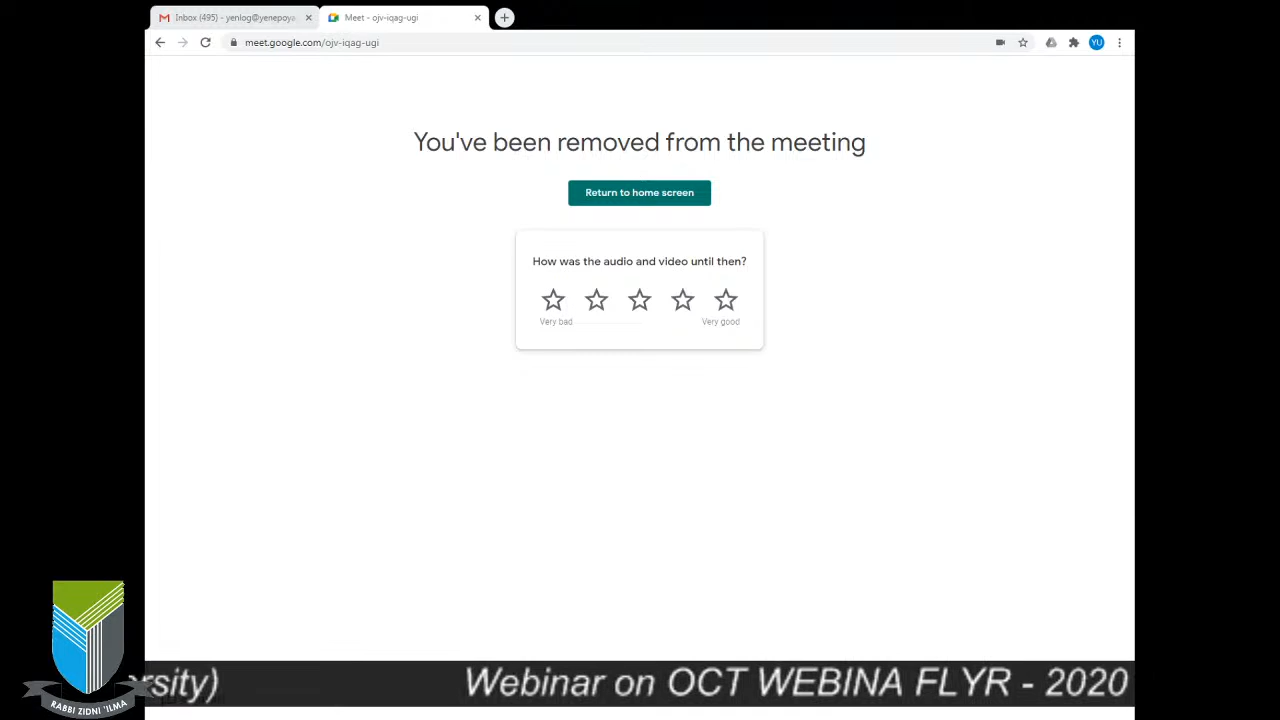 Inbox (495) - yenlog@yenepoya
Meet - ojv-iqag-ugi
meet.google.com/ojv-iqag-ugi
YU
You've been removed from the meeting
Return to home screen
How was the audio and video until then?
Very bad
Very good
rsity)
Webinar on OCT WEBINA FLYR - 2020
RABBI ZIDNI 'ILMA